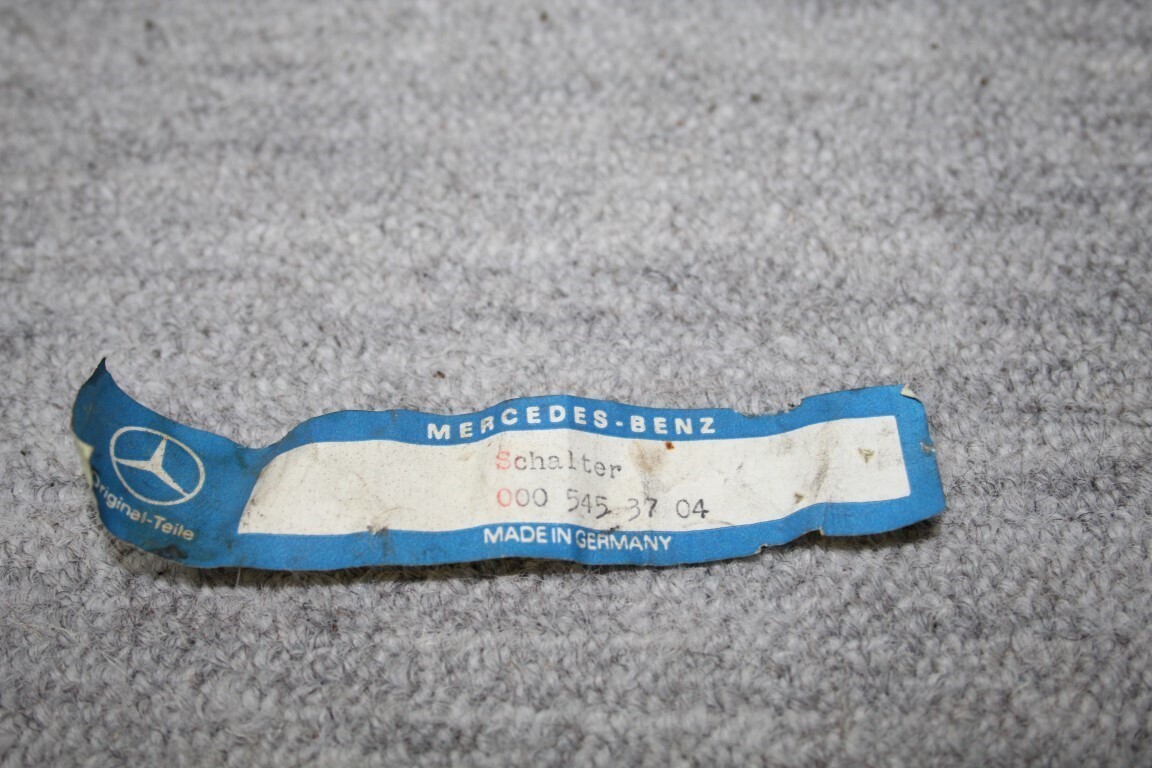 MERCEDES-BENZ
Schalter
000 545 37 04
MADE IN GERMANY
Original-Teile